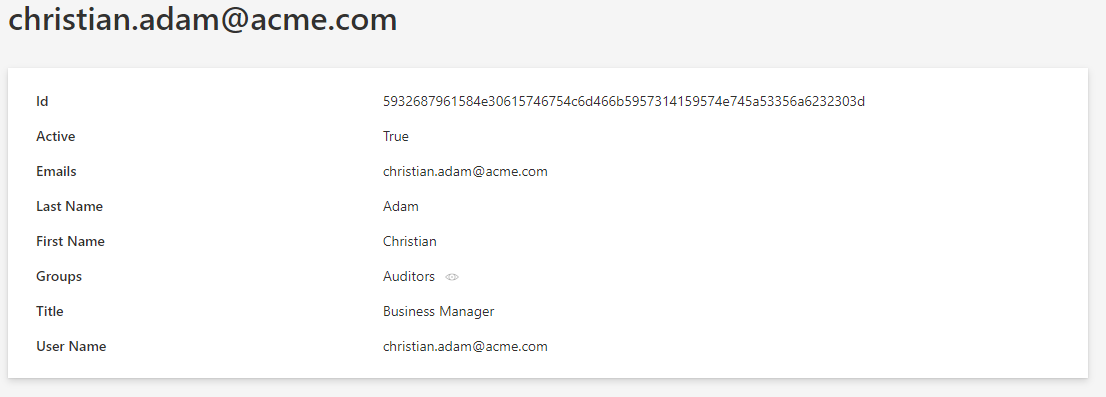 christian.adam@acme.com
Id 5932687961584e30615746754c6d466b5957314159574e745a53356a6232303d
Active True
Emails christian.adam@acme.com
Last Name Adam
First Name Christian
Groups Auditors
Title Business Manager
User Name christian.adam@acme.com